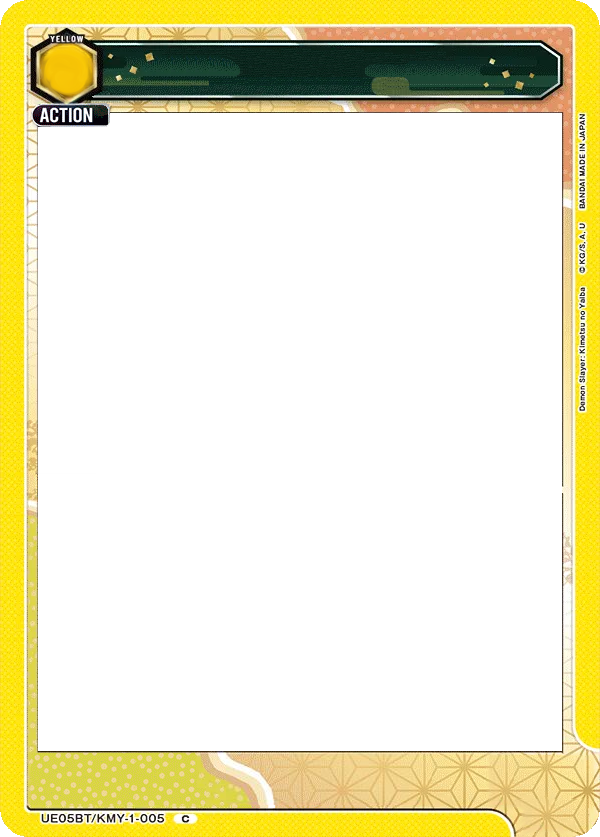 YELLOW
ACTION
Demon Slayer: Kimetsu no Yaiba © KG/S, A, U BANDAI MADE IN JAPAN
UE05BT/KMY-1-005 C